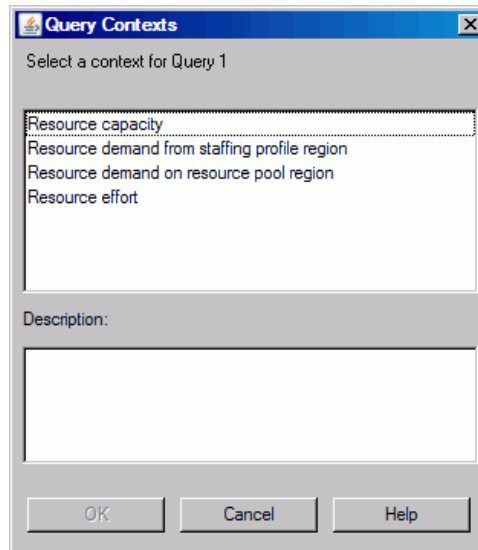 Query Contexts
Select a context for Query 1
Resource capacity
Resource demand from staffing profile region
Resource demand on resource pool region
Resource effort
Description:
OK Cancel Help